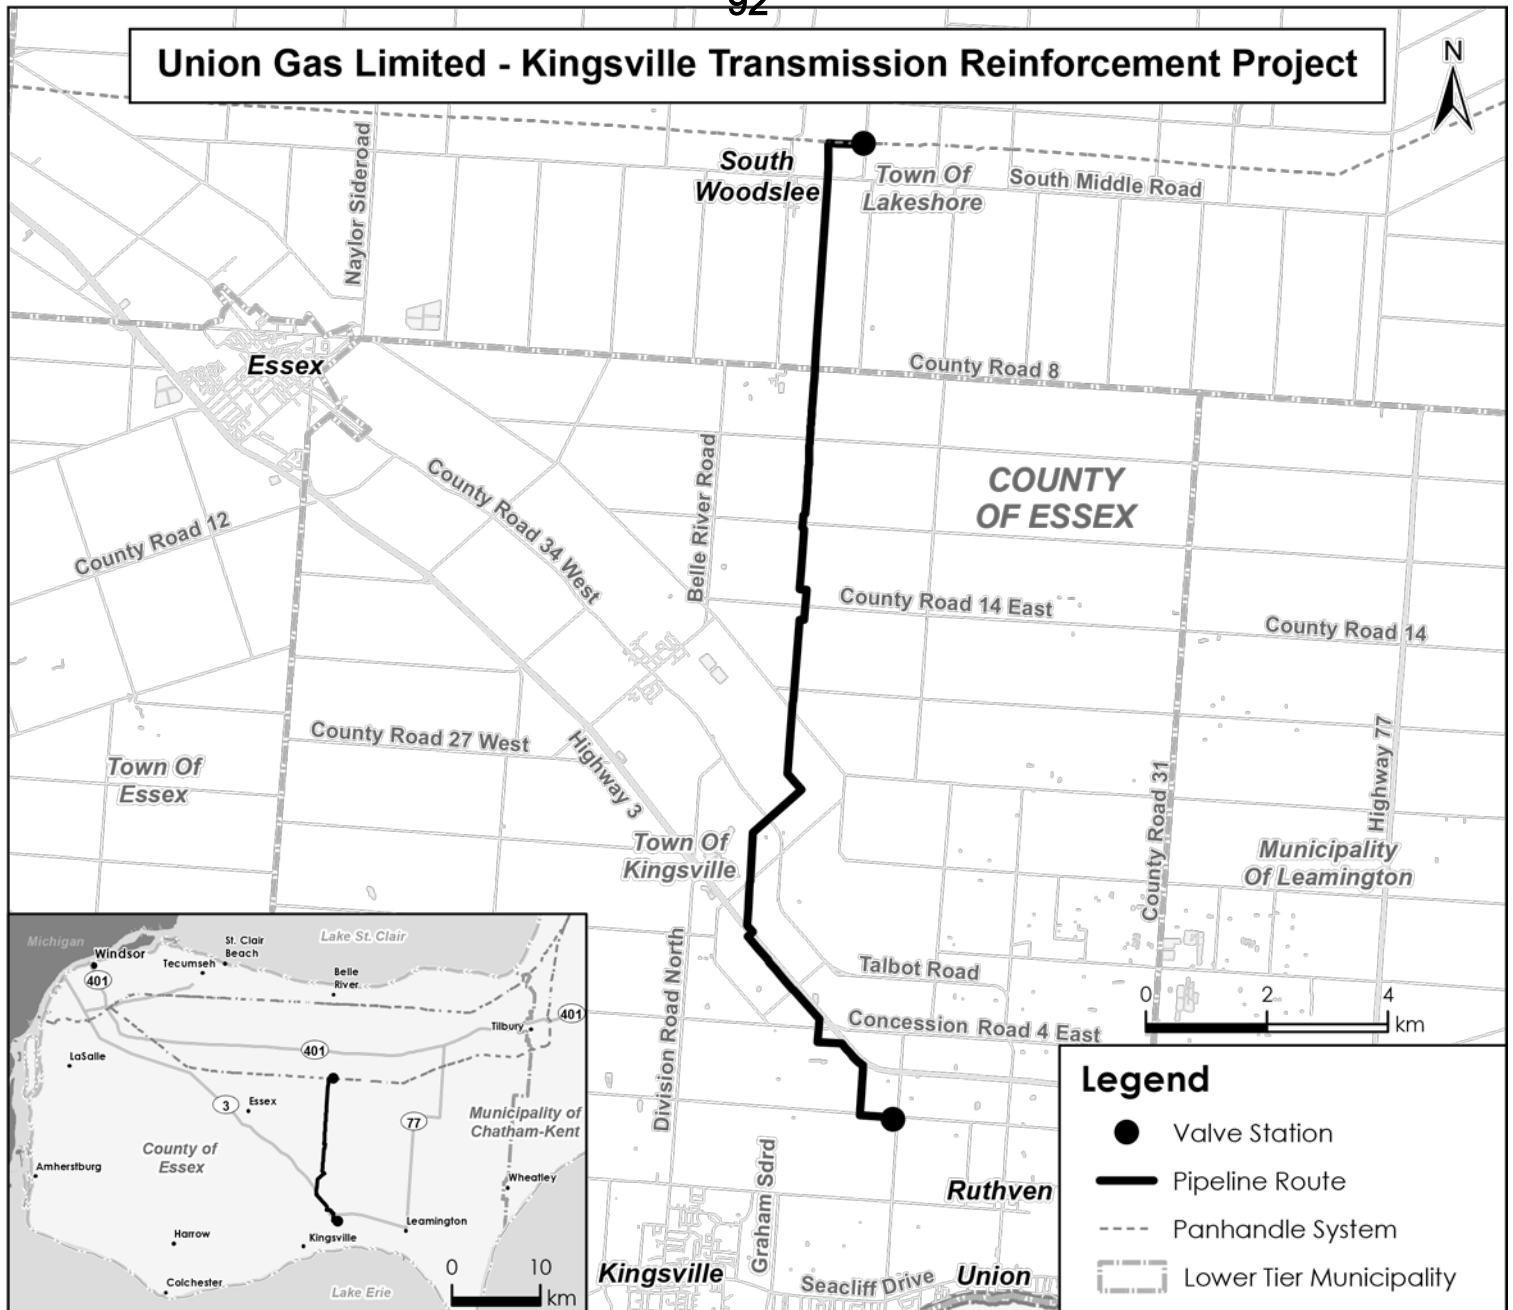 92
Union Gas Limited - Kingsville Transmission Reinforcement Project
N
Naylor Sideroad
South
Woodslee
Town Of
Lakeshore
South Middle Road
Essex
County Road 8
COUNTY
OF ESSEX
County Road 12
County Road 34 West
Belle River Road
County Road 14 East
County Road 14
County Road 27 West
Highway 3
Town Of
Essex
Town Of
Kingsville
County Road 31
Highway 77
Municipality
Of Leamington
Division Road North
Talbot Road
Concession Road 4 East
0 2 4
km
Graham Sdrd
Ruthven
Kingsville
Seacliff Drive
Union
Michigan
Windsor
401
Tecumseh
St. Clair
Beach
Lake St. Clair
Belle
River
Tilbury
401
401
LaSalle
3
Essex
77
Municipality of
Chatham-Kent
County of
Essex
Amherstburg
Wheatley
Harrow
Kingsville
Leamington
Colchester
Lake Erie
0 10
km
Legend
Valve Station
Pipeline Route
Panhandle System
Lower Tier Municipality